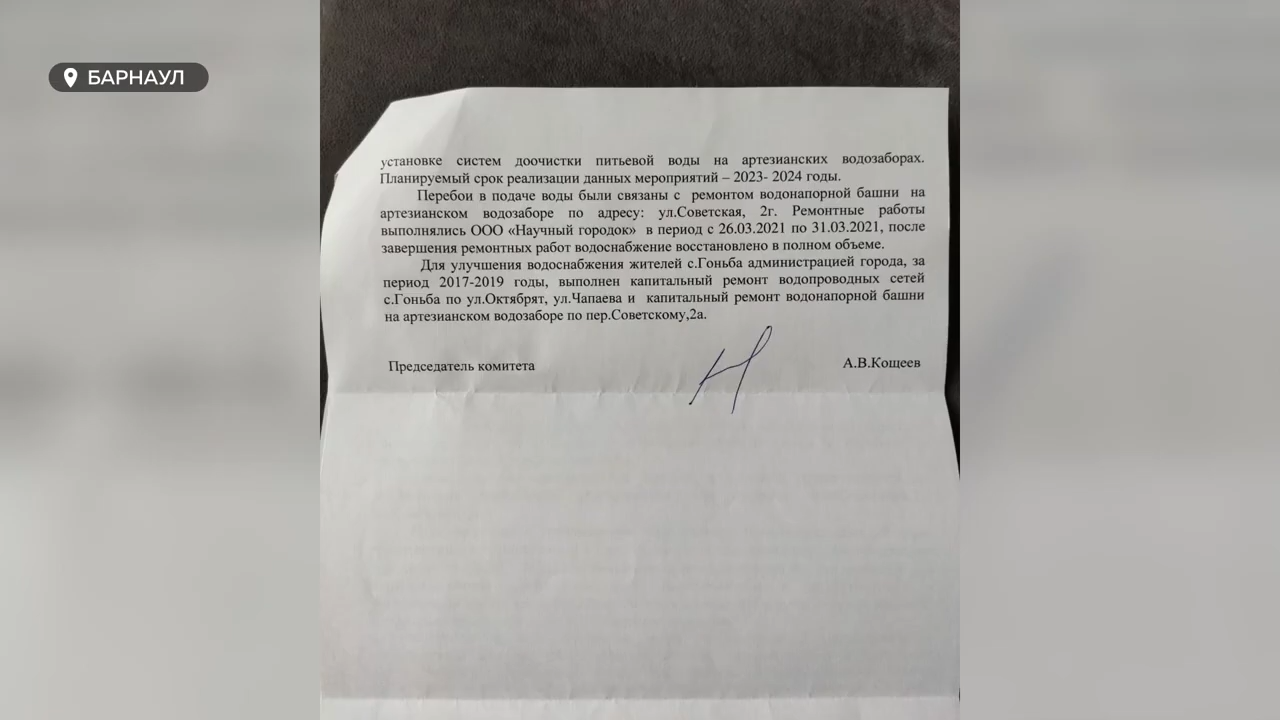 БАРНАУЛ
установке систем доочистки питьевой воды на артезианских водозаборах.
Планируемый срок реализации данных мероприятий – 2023- 2024 годы.
Перебои в подаче воды были связаны с ремонтом водонапорной башни на
артезианском водозаборе по адресу: ул.Советская, 2г. Ремонтные работы
выполнялись ООО «Научный городок» в период с 26.03.2021 по 31.03.2021, после
завершения ремонтных работ водоснабжение восстановлено в полном объеме.
Для улучшения водоснабжения жителей с.Гоньба администрацией города, за
период 2017-2019 годы, выполнен капитальный ремонт водопроводных сетей
с.Гоньба по ул.Октябрят, ул.Чапаева и капитальный ремонт водонапорной башни
на артезианском водозаборе по пер.Советскому,2а.
Председатель комитета
А.В.Кощеев